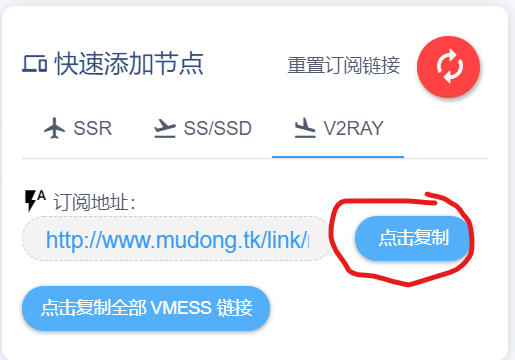 快速添加节点 重置订阅链接
SSR SS/SSD V2RAY
A 订阅地址：
http://www.mudong.tk/link/ 点击复制
点击复制全部 VMESS 链接